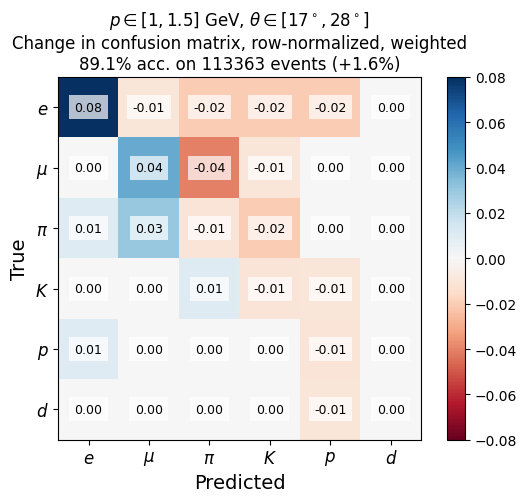 p ∈ [1, 1.5] GeV, θ ∈ [17°, 28°]
Change in confusion matrix, row-normalized, weighted
89.1% acc. on 113363 events (+1.6%)
e 0.08 -0.01 -0.02 -0.02 -0.02 0.00
μ 0.00 0.04 -0.04 -0.01 0.00 0.00
π 0.01 0.03 -0.01 -0.02 0.00 0.00
K 0.00 0.00 0.01 -0.01 -0.01 0.00
p 0.01 0.00 0.00 0.00 -0.01 0.00
d 0.00 0.00 0.00 0.00 -0.01 0.00
e μ π K p d
Predicted
True
0.08
0.06
0.04
0.02
0.00
−0.02
−0.04
−0.06
−0.08